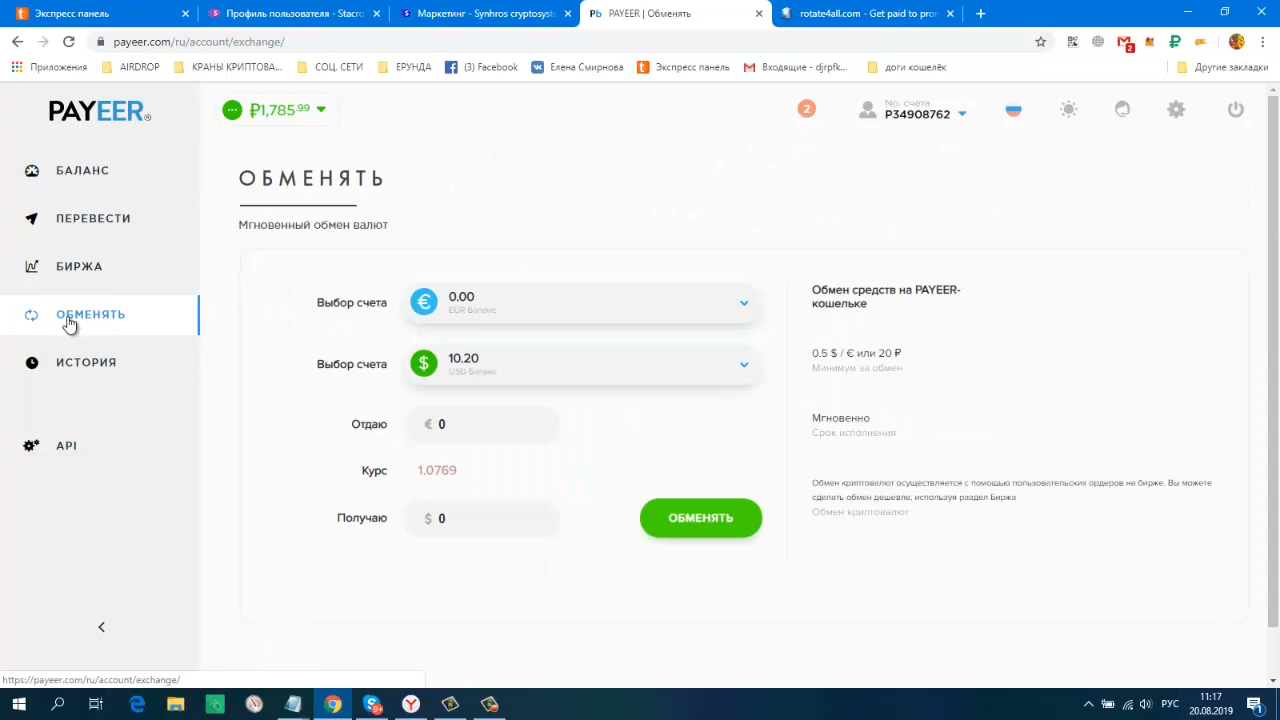 Экспресс панель
Профиль пользователя - Stacro
Маркетинг - Synhros cryptosyste
PAYEER | Обменять
rotate4all.com - Get paid to prom
payeer.com/ru/account/exchange/
2
Приложения
AIRDROP
КРАНЫ КРИПТОВА...
СОЦ. СЕТИ
ЕРУНДА
(3) Facebook
Елена Смирнова
Экспресс панель
Входящие - djrpfk...
доги кошелёк
Другие закладки
PAYEER
₽1,785.99
2
No. счета
P34908762
БАЛАНС
ПЕРЕВЕСТИ
БИРЖА
ОБМЕНЯТЬ
ИСТОРИЯ
API
ОБМЕНЯТЬ
Мгновенный обмен валют
Выбор счета
€ 0.00
EUR Баланс
Выбор счета
$ 10.20
USD Баланс
Отдаю
€ 0
Курс
1.0769
Получаю
$ 0
ОБМЕНЯТЬ
Обмен средств на PAYEER-
кошельке
0.5 $ / € или 20 ₽
Минимум за обмен
Мгновенно
Срок исполнения
Обмен криптовалют осуществляется с помощью пользовательских ордеров на бирже. Вы можете
сделать обмен дешевле, используя раздел Биржа
Обмен криптовалют
https://payeer.com/ru/account/exchange/
РУС
11:17
20.08.2019